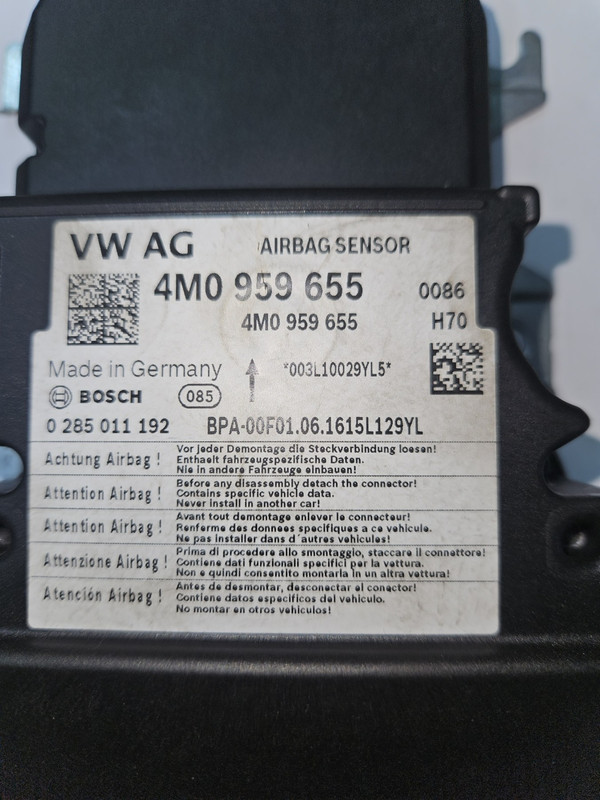 VW AG AIRBAG SENSOR
4M0 959 655 0086
4M0 959 655 H70
Made in Germany *003L10029YL5*
BOSCH 085
0 285 011 192 BPA-00F01.06.1615L129YL
Achtung Airbag ! Vor jeder Demontage die Steckverbindung loesen!
Enthaelt fahrzeugspezifische Daten.
Nie in andere Fahrzeuge einbauen!
Attention Airbag ! Before any disassembly detach the connector!
Contains specific vehicle data.
Never install in another car!
Attention Airbag ! Avant tout demontage enlever le connecteur!
Renferme des donnees specifiques a ce vehicule.
Ne pas installer dans d'autres vehicules!
Attenzione Airbag ! Prima di procedere allo smontaggio, staccare il connettore!
Contiene dati funzionali specifici per la vettura.
Non e quindi consentito montarla in un altra vettura!
Atención Airbag ! Antes de desmontar, desconectar el conector!
Contiene datos especificos del vehiculo.
No montar en otros vehiculos!